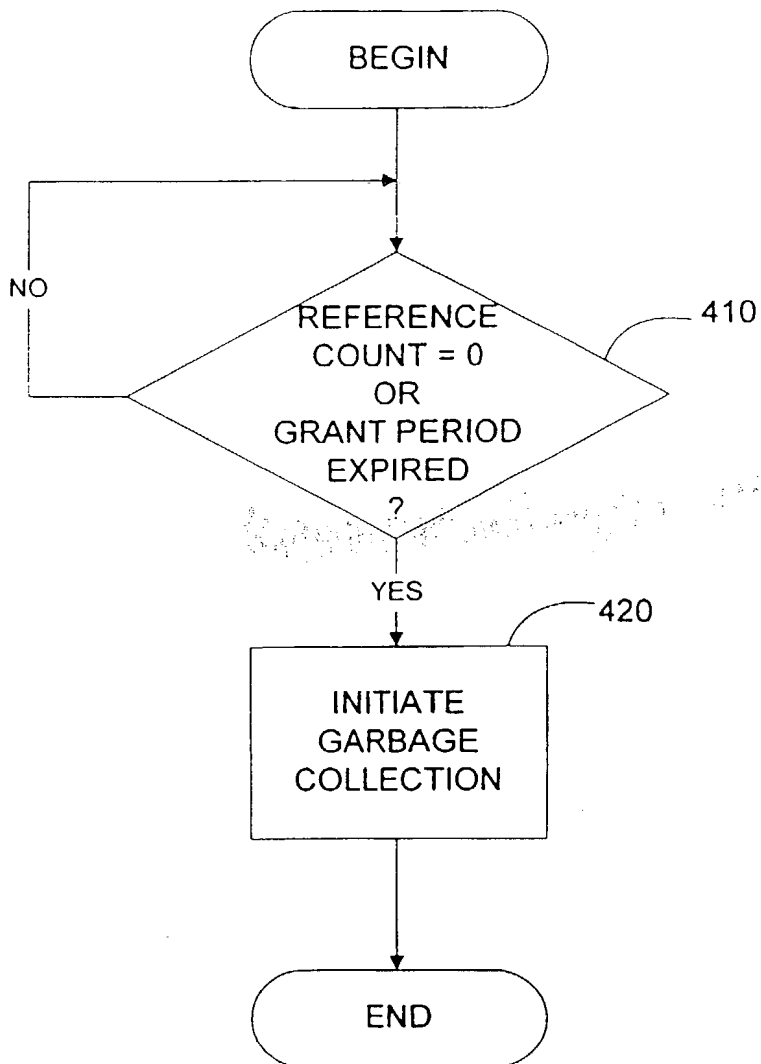 BEGIN
NO
REFERENCE
COUNT = 0
OR
GRANT PERIOD
EXPIRED
?
410
YES
420
INITIATE
GARBAGE
COLLECTION
END